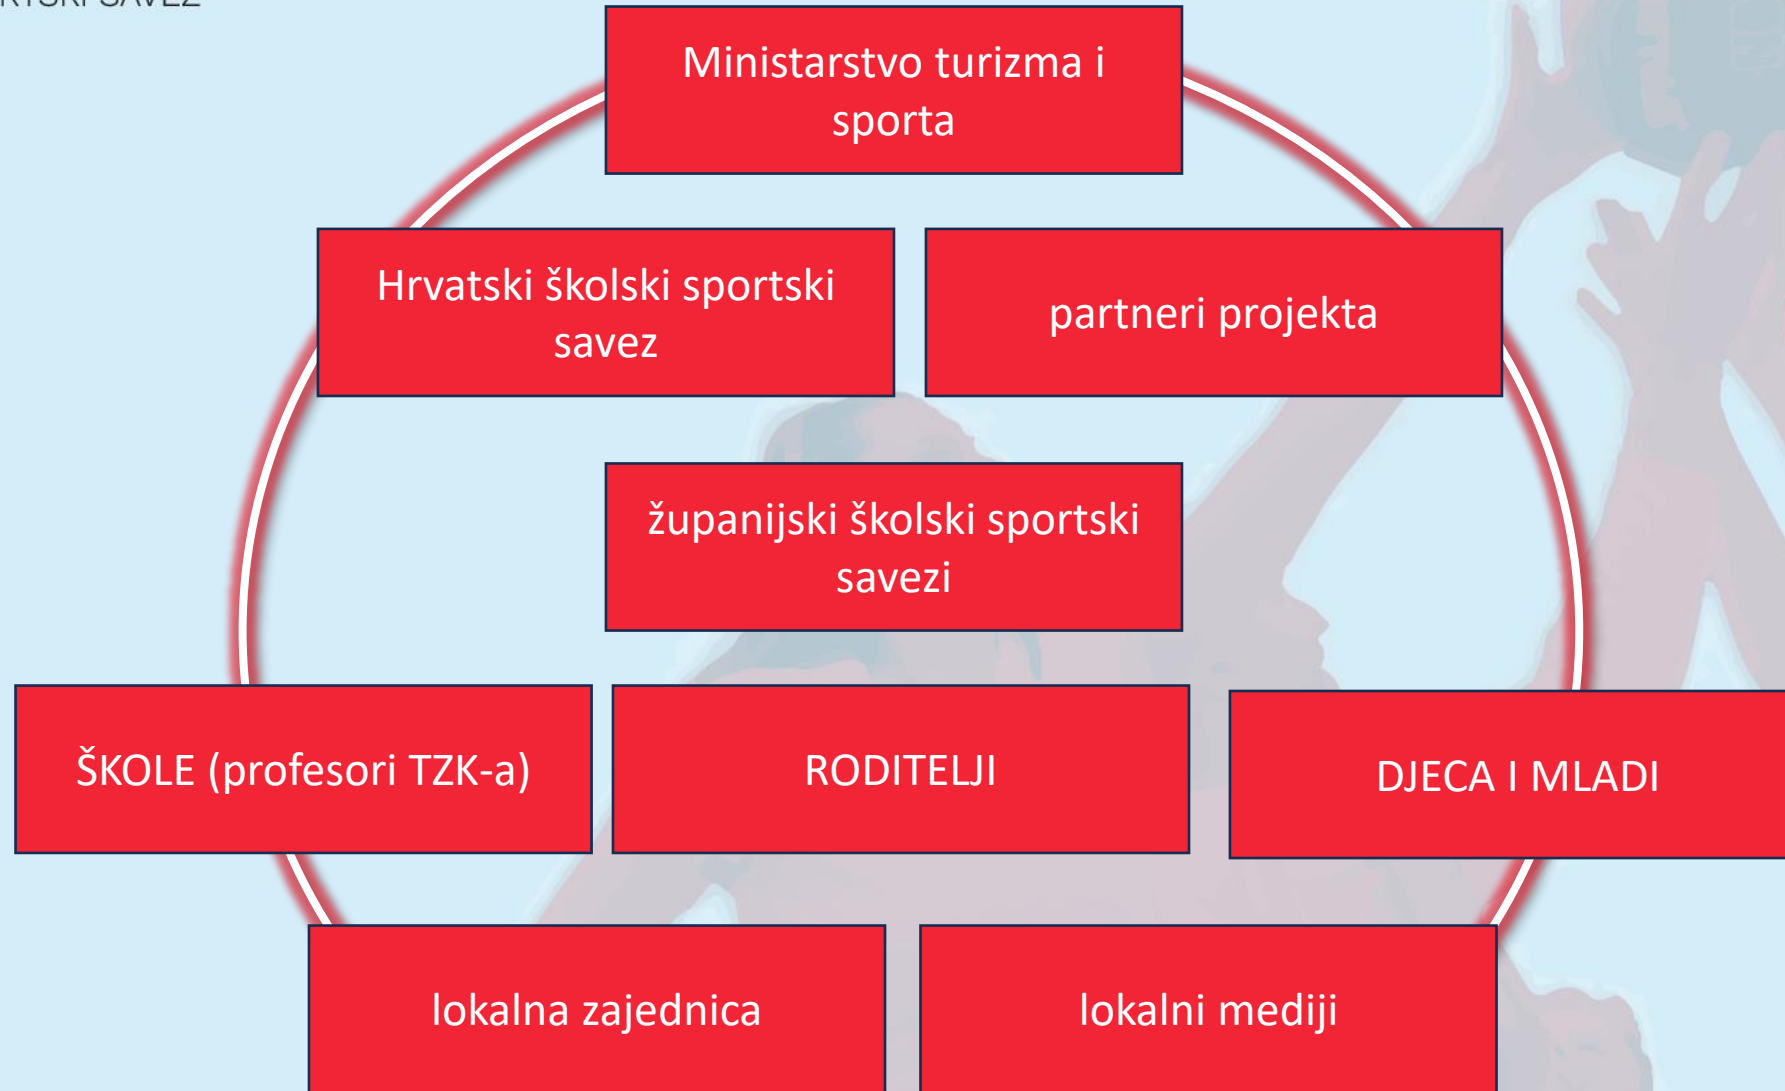 SAVEZ
Ministarstvo turizma i
sporta
Hrvatski školski sportski
savez
partneri projekta
županijski školski sportski
savezi
ŠKOLE (profesori TZK-a)
RODITELJI
DJECA I MLADI
lokalna zajednica
lokalni mediji